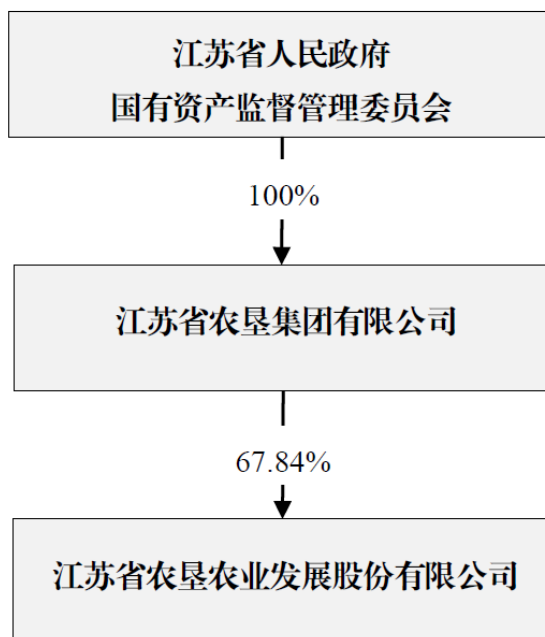 江苏省人民政府
国有资产监督管理委员会
100%
江苏省农垦集团有限公司
67.84%
江苏省农垦农业发展股份有限公司